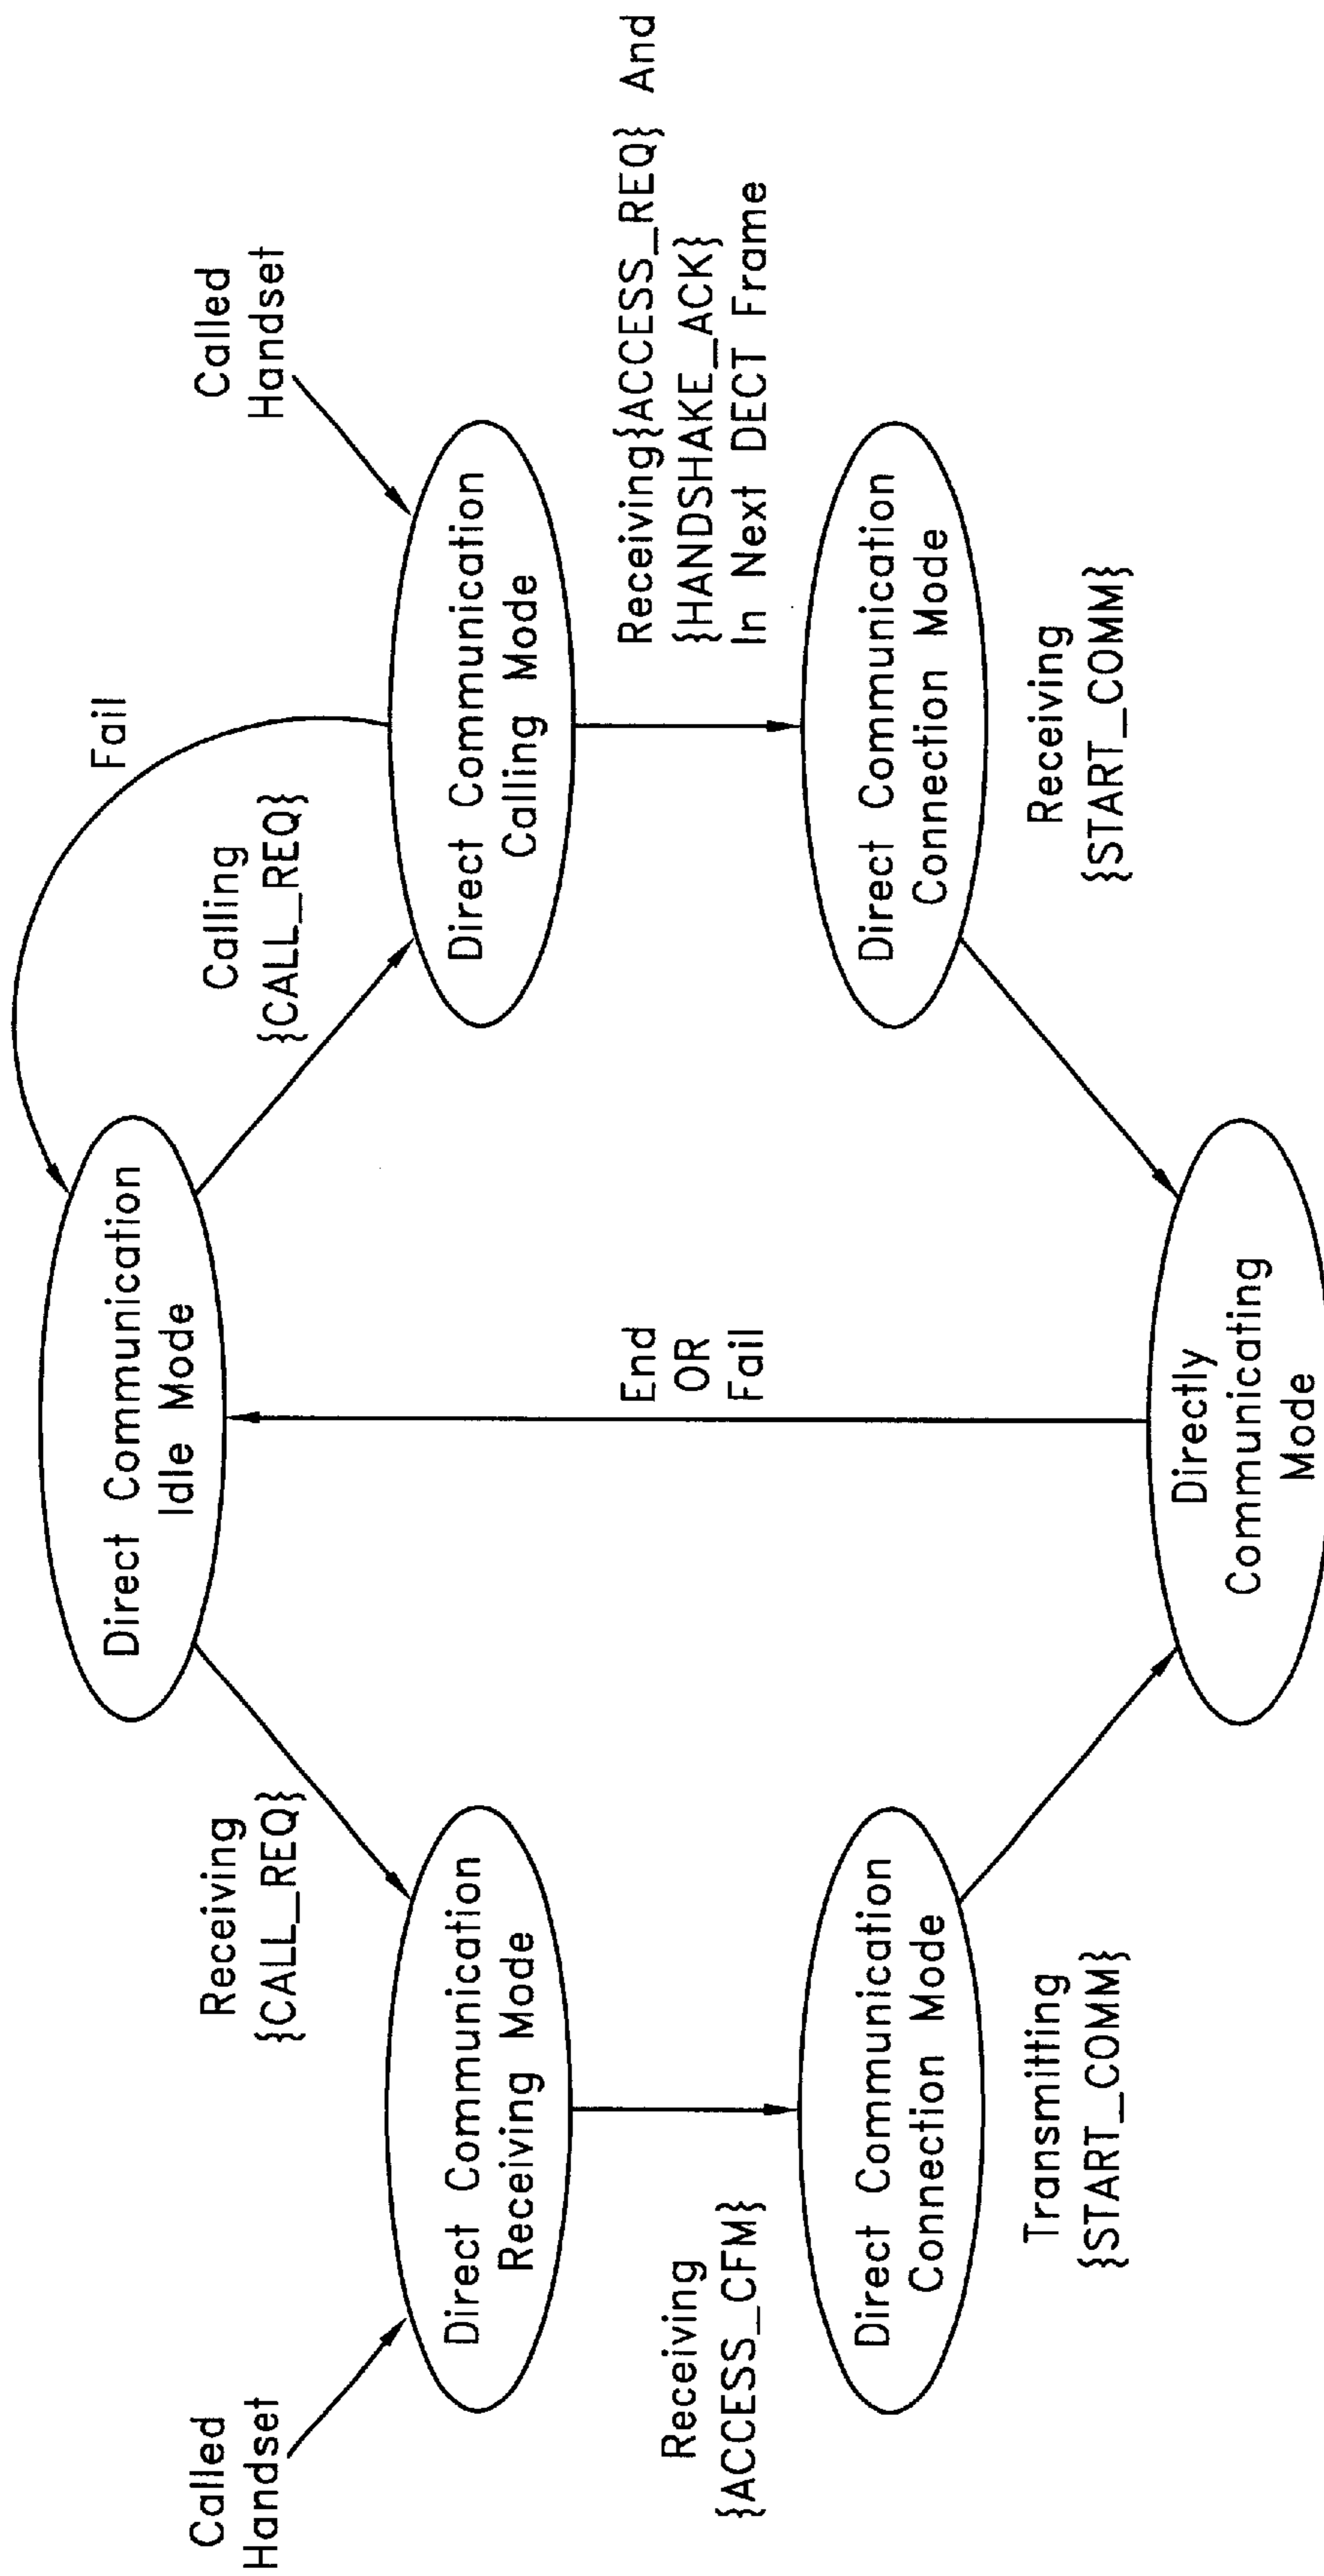 Fail
Direct Communication
Idle Mode
Called
Handset
Receiving
{CALL_REQ}
Calling
{CALL_REQ}
Called
Handset
Direct Communication
Receiving Mode
End
OR
Fail
Direct Communication
Calling Mode
Receiving
{ACCESS_CFM}
Receiving{ACCESS_REQ} And
{HANDSHAKE_ACK}
In Next DECT Frame
Direct Communication
Connection Mode
Direct Communication
Connection Mode
Transmitting
{START_COMM}
Receiving
{START_COMM}
Directly
Communicating
Mode